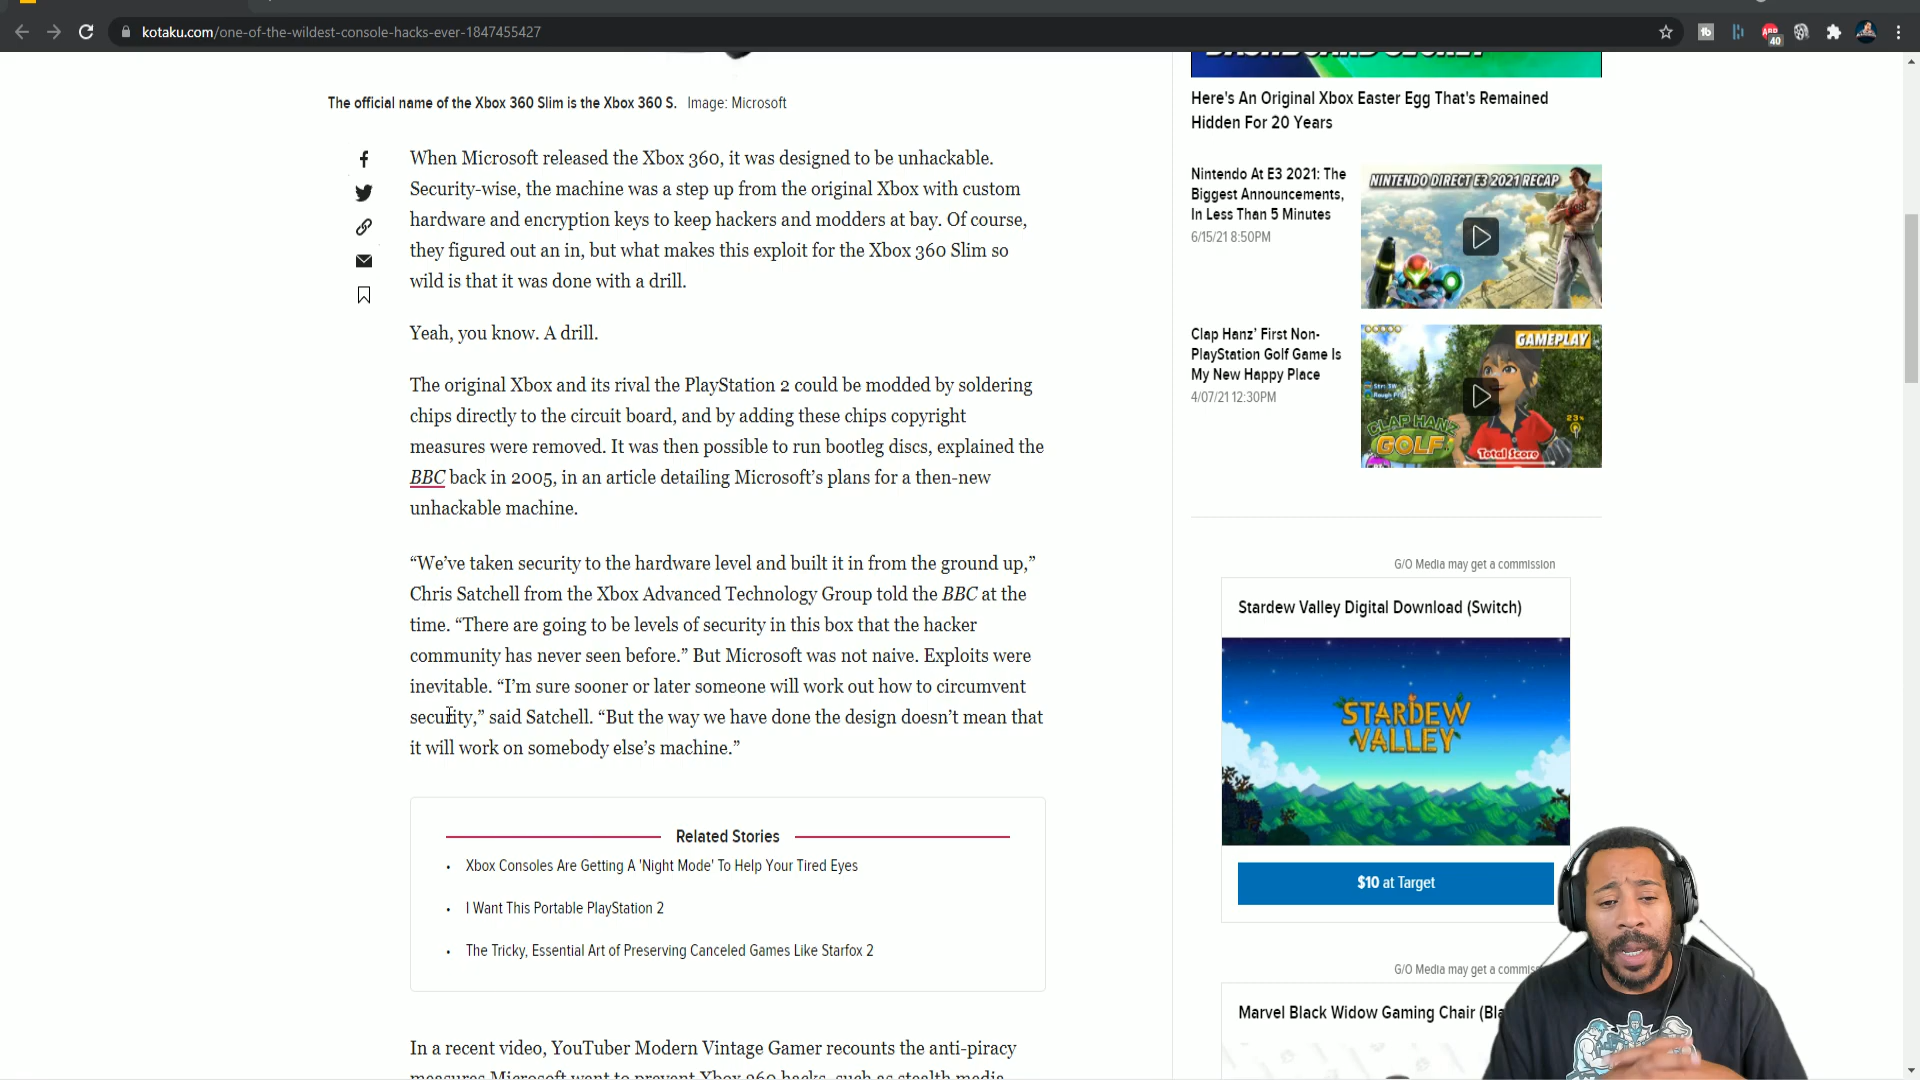 kotaku.com/one-of-the-wildest-console-hacks-ever-1847455427
40
The official name of the Xbox 360 Slim is the Xbox 360 S. Image: Microsoft
When Microsoft released the Xbox 360, it was designed to be unhackable.
Security-wise, the machine was a step up from the original Xbox with custom
hardware and encryption keys to keep hackers and modders at bay. Of course,
they figured out an in, but what makes this exploit for the Xbox 360 Slim so
wild is that it was done with a drill.
Yeah, you know. A drill.
The original Xbox and its rival the PlayStation 2 could be modded by soldering
chips directly to the circuit board, and by adding these chips copyright
measures were removed. It was then possible to run bootleg discs, explained the
BBC back in 2005, in an article detailing Microsoft's plans for a then-new
unhackable machine.
“We’ve taken security to the hardware level and built it in from the ground up,”
Chris Satchell from the Xbox Advanced Technology Group told the BBC at the
time. “There are going to be levels of security in this box that the hacker
community has never seen before.” But Microsoft was not naive. Exploits were
inevitable. “I’m sure sooner or later someone will work out how to circumvent
security,” said Satchell. “But the way we have done the design doesn’t mean that
it will work on somebody else’s machine.”
Related Stories
• Xbox Consoles Are Getting A 'Night Mode' To Help Your Tired Eyes
• I Want This Portable PlayStation 2
• The Tricky, Essential Art of Preserving Canceled Games Like Starfox 2
In a recent video, YouTuber Modern Vintage Gamer recounts the anti-piracy
measures Microsoft went to prevent Xbox 360 hacks, such as stealth media
Here's An Original Xbox Easter Egg That's Remained
Hidden For 20 Years
Nintendo At E3 2021: The
Biggest Announcements,
In Less Than 5 Minutes
6/15/21 8:50PM
NINTENDO DIRECT E3 2021 RECAP
Clap Hanz’ First Non-
PlayStation Golf Game Is
My New Happy Place
4/07/21 12:30PM
GAMEPLAY
CLAP HANZ
GOLF
Total Score
G/O Media may get a commission
Stardew Valley Digital Download (Switch)
STARDEW
VALLEY
$10 at Target
G/O Media may get a commiss
Marvel Black Widow Gaming Chair (Bla